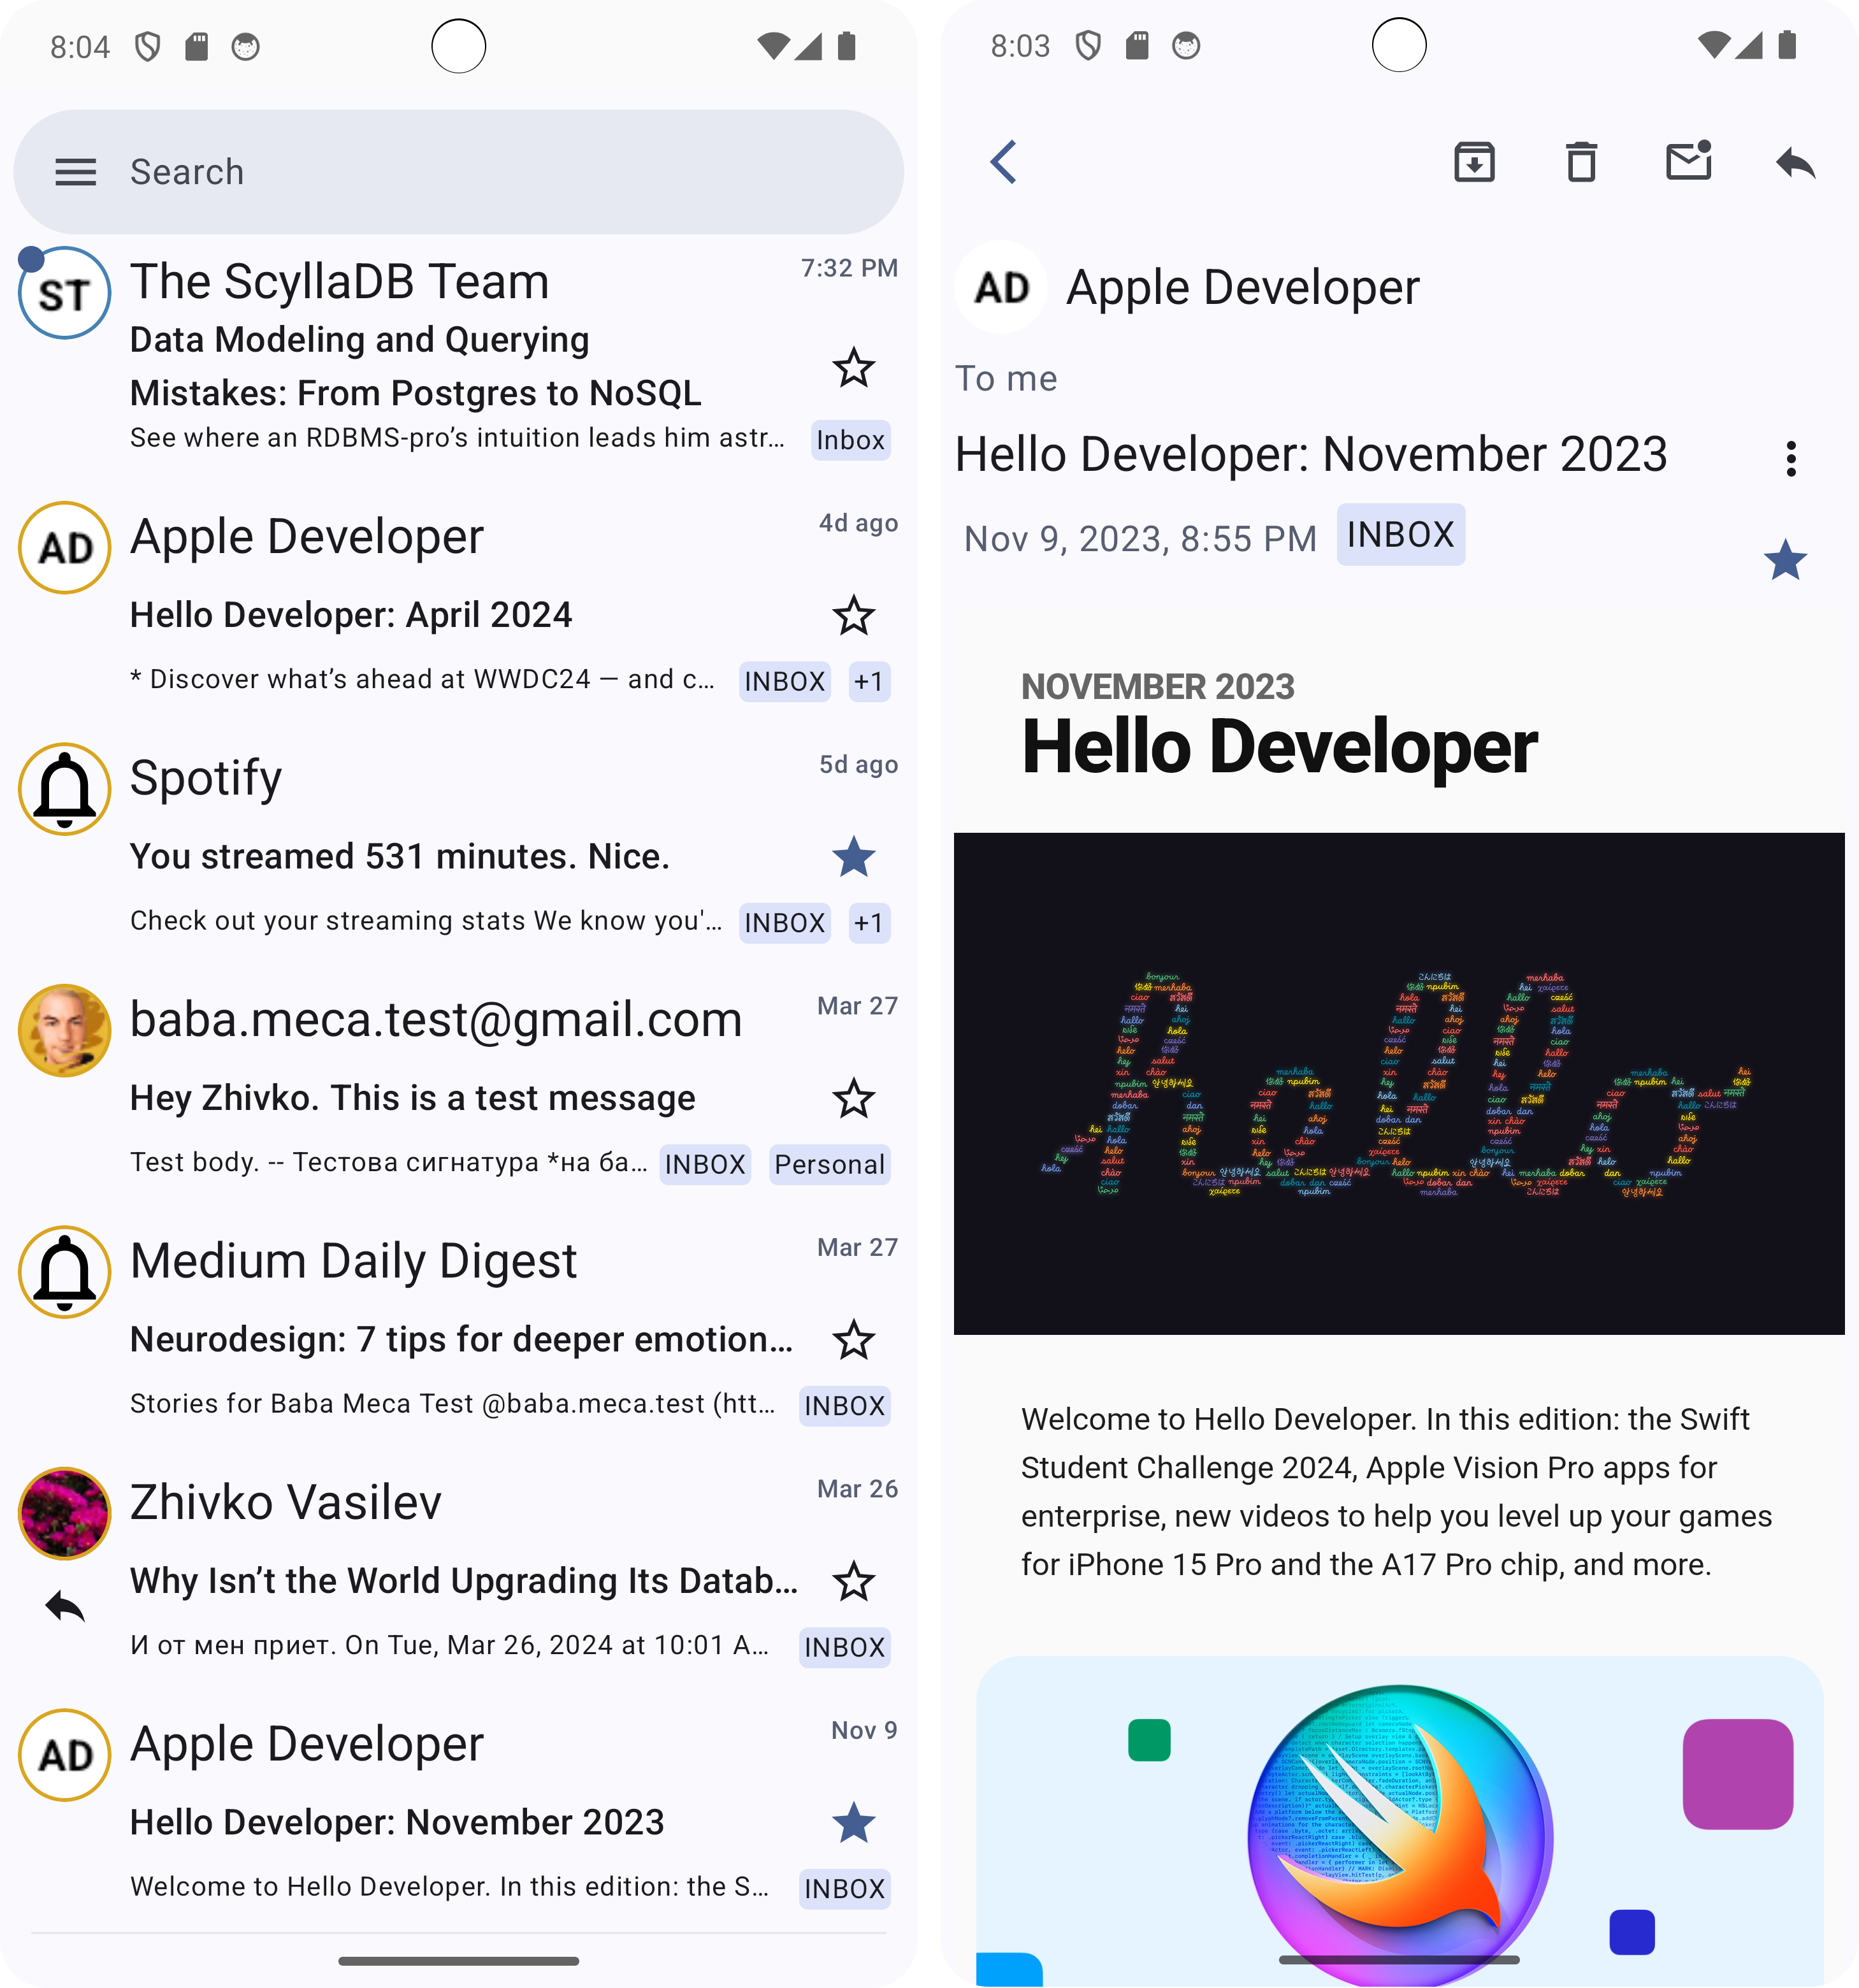 8:04
Search
ST
The ScyllaDB Team
7:32 PM
Data Modeling and Querying
Mistakes: From Postgres to NoSQL
See where an RDBMS-pro’s intuition leads him astr…
Inbox
AD
Apple Developer
4d ago
Hello Developer: April 2024
* Discover what’s ahead at WWDC24 — and c…
INBOX
+1
Spotify
5d ago
You streamed 531 minutes. Nice.
Check out your streaming stats We know you'…
INBOX
+1
baba.meca.test@gmail.com
Mar 27
Hey Zhivko. This is a test message
Test body. -- Тестова сигнатура *на ба…
INBOX
Personal
Medium Daily Digest
Mar 27
Neurodesign: 7 tips for deeper emotion…
Stories for Baba Meca Test @baba.meca.test (htt…
INBOX
Zhivko Vasilev
Mar 26
Why Isn’t the World Upgrading Its Datab…
И от мен приет. On Tue, Mar 26, 2024 at 10:01 A…
INBOX
AD
Apple Developer
Nov 9
Hello Developer: November 2023
Welcome to Hello Developer. In this edition: the S…
INBOX
8:03
AD
Apple Developer
To me
Hello Developer: November 2023
Nov 9, 2023, 8:55 PM
INBOX
NOVEMBER 2023
Hello Developer
hello
Welcome to Hello Developer. In this edition: the Swift
Student Challenge 2024, Apple Vision Pro apps for
enterprise, new videos to help you level up your games
for iPhone 15 Pro and the A17 Pro chip, and more.